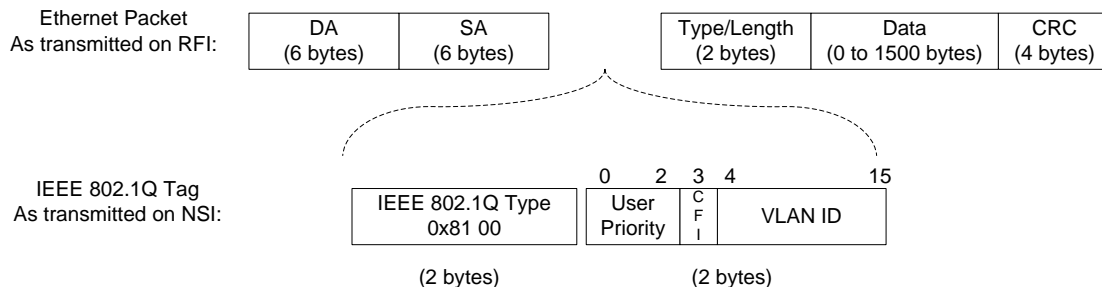 Ethernet Packet
As transmitted on RFI:
DA
(6 bytes)
SA
(6 bytes)
Type/Length
(2 bytes)
Data
(0 to 1500 bytes)
CRC
(4 bytes)
IEEE 802.1Q Tag
As transmitted on NSI:
IEEE 802.1Q Type
0x81 00
0 2 3 4 15
User
Priority
C
F
I
VLAN ID
(2 bytes)
(2 bytes)